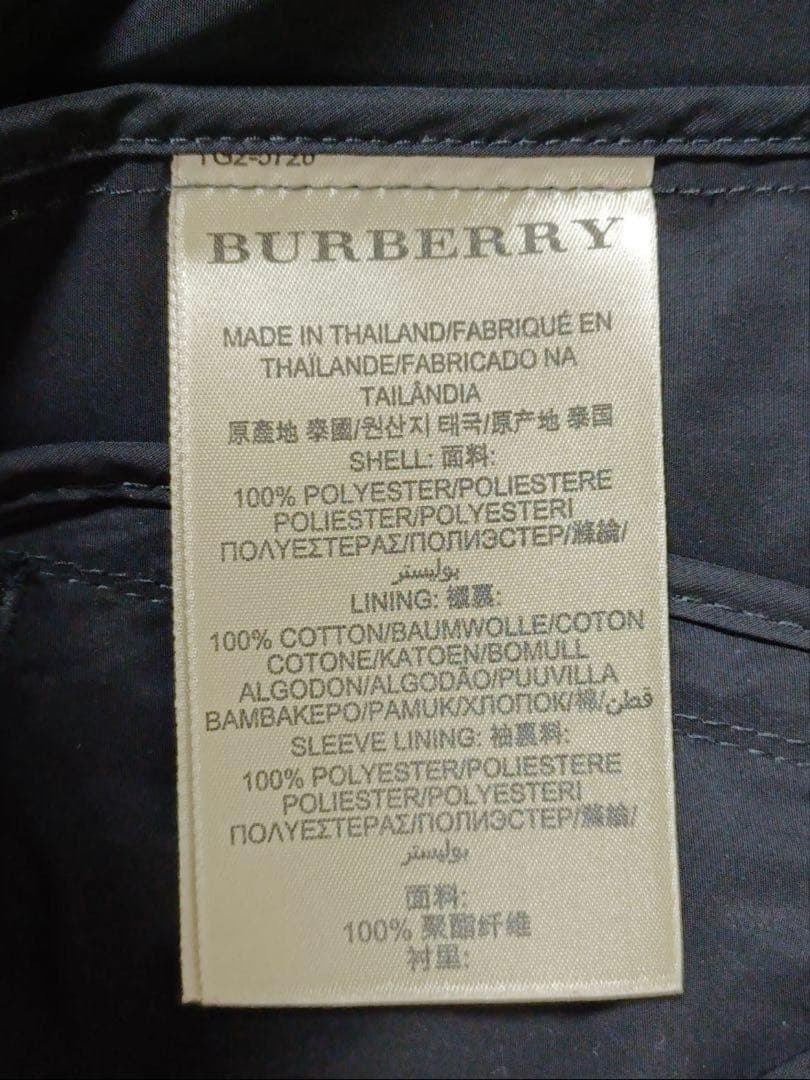 BURBERRY
MADE IN THAILAND/FABRIQUÉ EN
THAÏLANDE/FABRICADO NA
TAILÂNDIA
原產地 泰國/원산지 태국/原产地 泰国
SHELL: 面料:
100% POLYESTER/POLIESTERE
POLIESTER/POLYESTERI
ΠΟΛΥΕΣΤΕΡΑΣ/ПОЛИЭСТЕР/滌綸/
بوليستر
LINING: 襯裏:
100% COTTON/BAUMWOLLE/COTON
COTONE/KATOEN/BOMULL
ALGODON/ALGODÃO/PUUVILLA
ΒΑΜΒΑΚΕΡΟ/PAMUK/ХЛОПОК/棉/قطن
SLEEVE LINING: 袖裏料:
100% POLYESTER/POLIESTERE
POLIESTER/POLYESTERI
ΠΟΛΥΕΣΤΕΡΑΣ/ПОЛИЭСТЕР/滌綸/
بوليستر
面料:
100% 聚酯纤维
衬里: